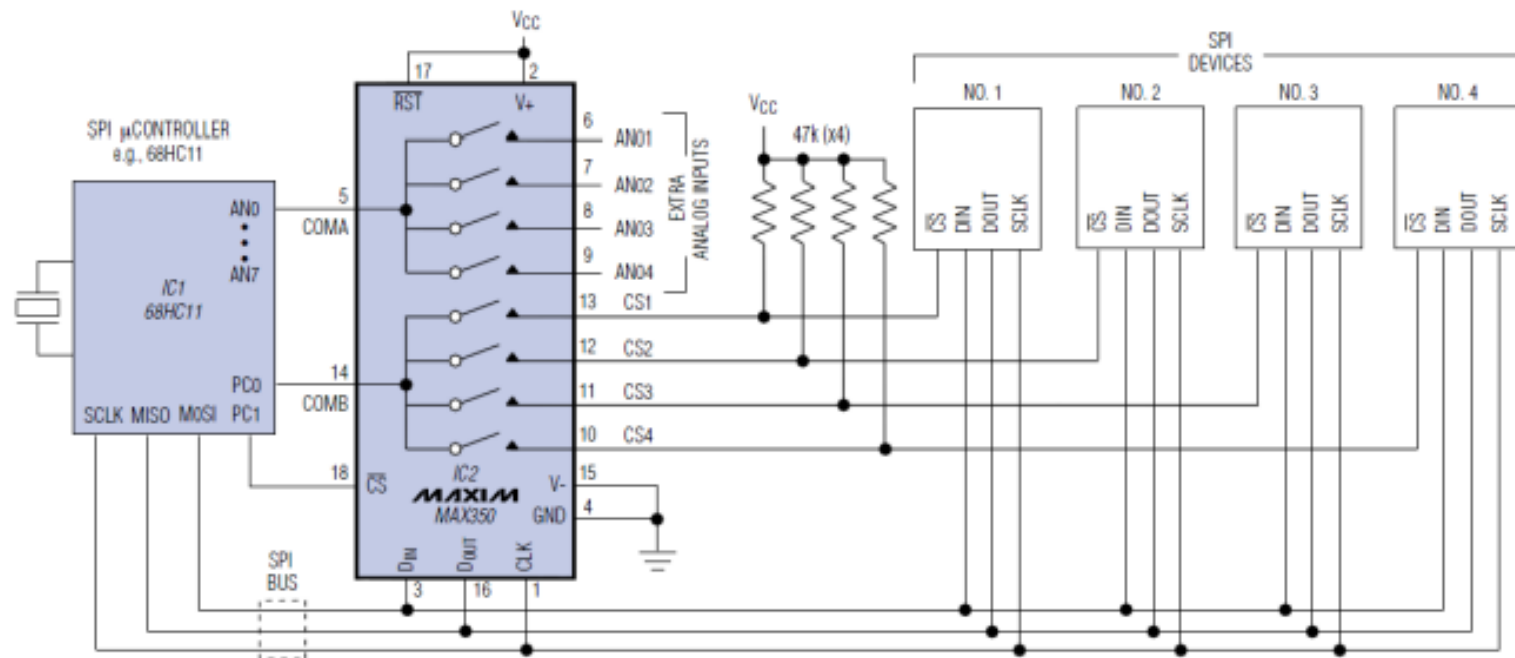 VCC
SPI
DEVICES
17
2
RST
V+
NO. 1
NO. 2
NO. 3
NO. 4
SPI µCONTROLLER
e.g., 68HC11
VCC
47k (x4)
6
AN01
7
AN02
8
AN03
9
AN04
EXTRA
ANALOG INPUTS
AN0
AN7
5
COMA
IC1
68HC11
CS DIN DOUT SCLK
CS DIN DOUT SCLK
CS DIN DOUT SCLK
CS DIN DOUT SCLK
13 CS1
12 CS2
11 CS3
10 CS4
PC0
14
COMB
SCLK MISO MOSI PC1
18
CS
IC2
MAXIM
MAX350
V-
15
GND
4
DIN
DOUT
CLK
3
16
1
SPI
BUS